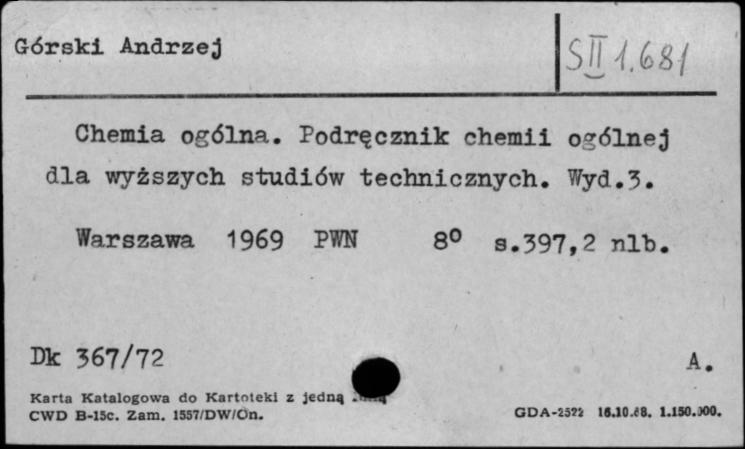 Górski Andrzej
SII 1.681
Chemia ogólna. Podręcznik chemii ogólnej
dla wyższych studiów technicznych. Wyd.3.
Warszawa 1969 PWN 8° s.397,2 nlb.
Dk 367/72
A.
Karta Katalogowa do Kartoteki z jedną
CWD B-15c. Zam. 1557/DW/On.
GDA-2522 16.10.68. 1.150.000.